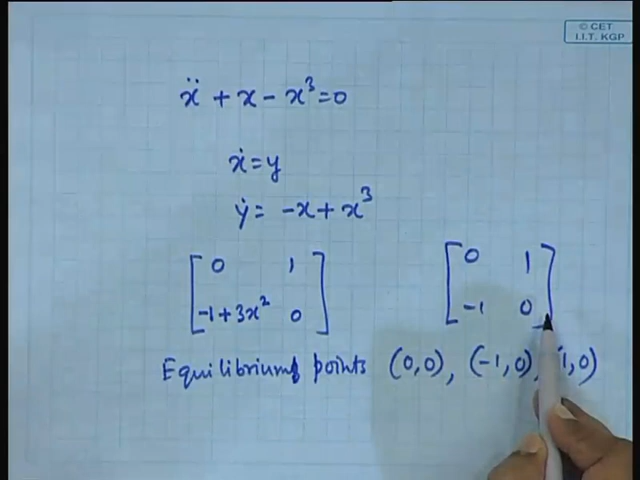 © CET
I.I.T. KGP
ẍ + x - x³ = 0
ẋ = y
ẏ = -x + x³
[ 0 1 ] [ 0 1 ]
[ -1+3x² 0 ] [ -1 0 ]
Equilibrium points (0,0), (-1,0), (1,0)